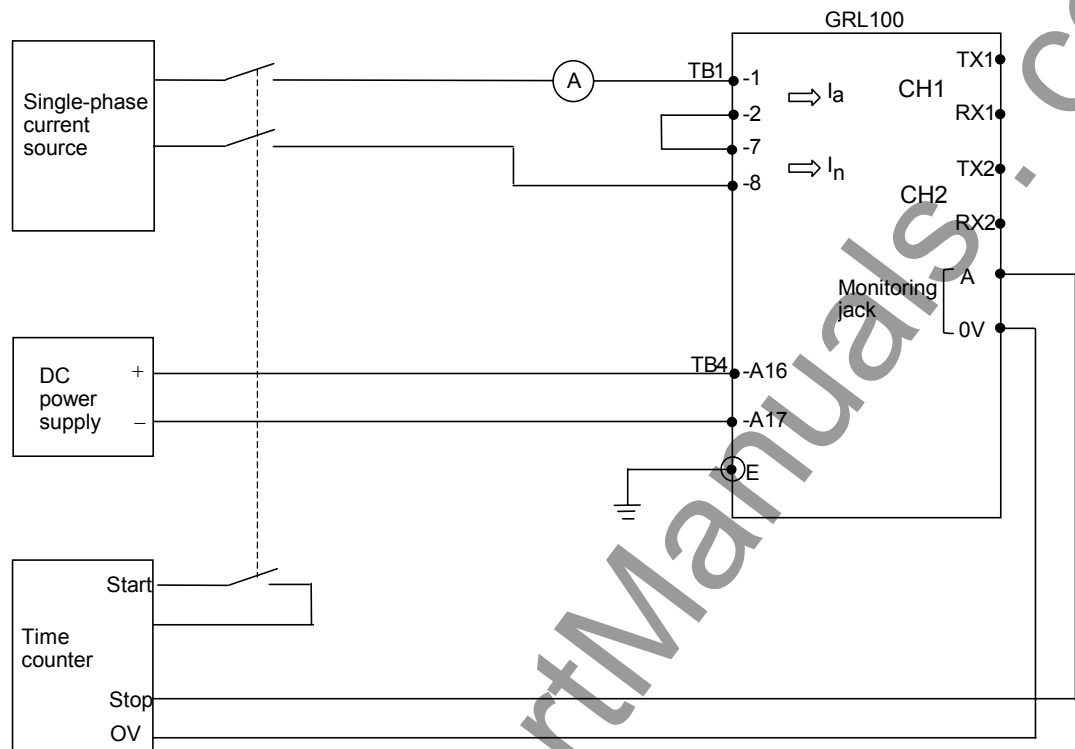 GRL100
Single-phase
current
source
A
TB1
-1
-2
-7
-8
Ia
In
CH1
CH2
TX1
RX1
TX2
RX2
Monitoring
jack
A
0V
DC
power
supply
+
−
TB4
-A16
-A17
E
Time
counter
Start
Stop
OV